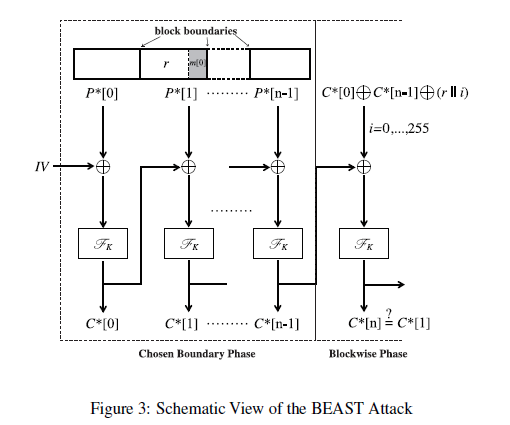 block boundaries
r m[0]
P*[0] P*[1] ········· P*[n-1] C*[0]⊕C*[n-1]⊕(r ‖ i)
i=0,...,255
IV
·········
ℱK ℱK ℱK ℱK
?
C*[0] C*[1] ········· C*[n-1] C*[n] = C*[1]
Chosen Boundary Phase Blockwise Phase
Figure 3: Schematic View of the BEAST Attack